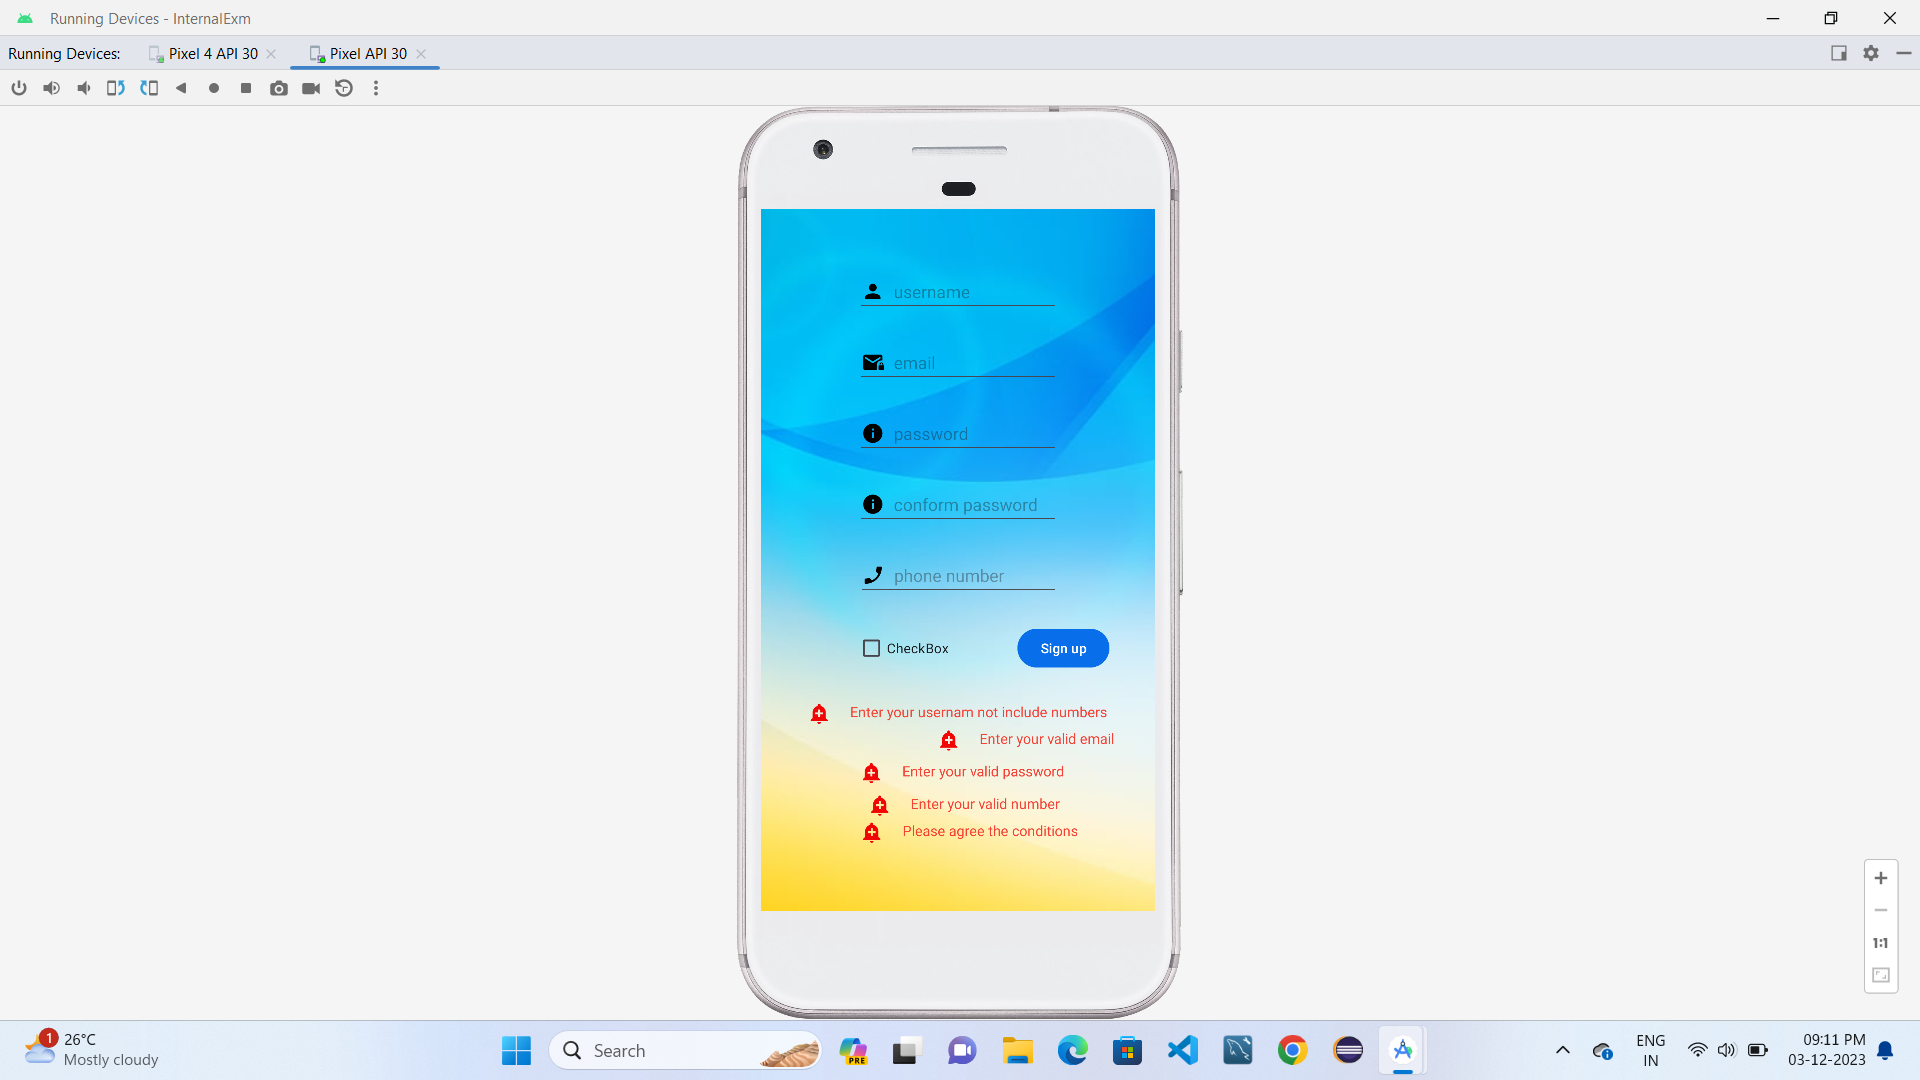 Running Devices - InternalExm
Running Devices: Pixel 4 API 30 Pixel API 30
username
email
password
conform password
phone number
CheckBox Sign up
Enter your usernam not include numbers
Enter your valid email
Enter your valid password
Enter your valid number
Please agree the conditions
1:1
1 26°C
Mostly cloudy
Search
PRE
ENG
IN
09:11 PM
03-12-2023